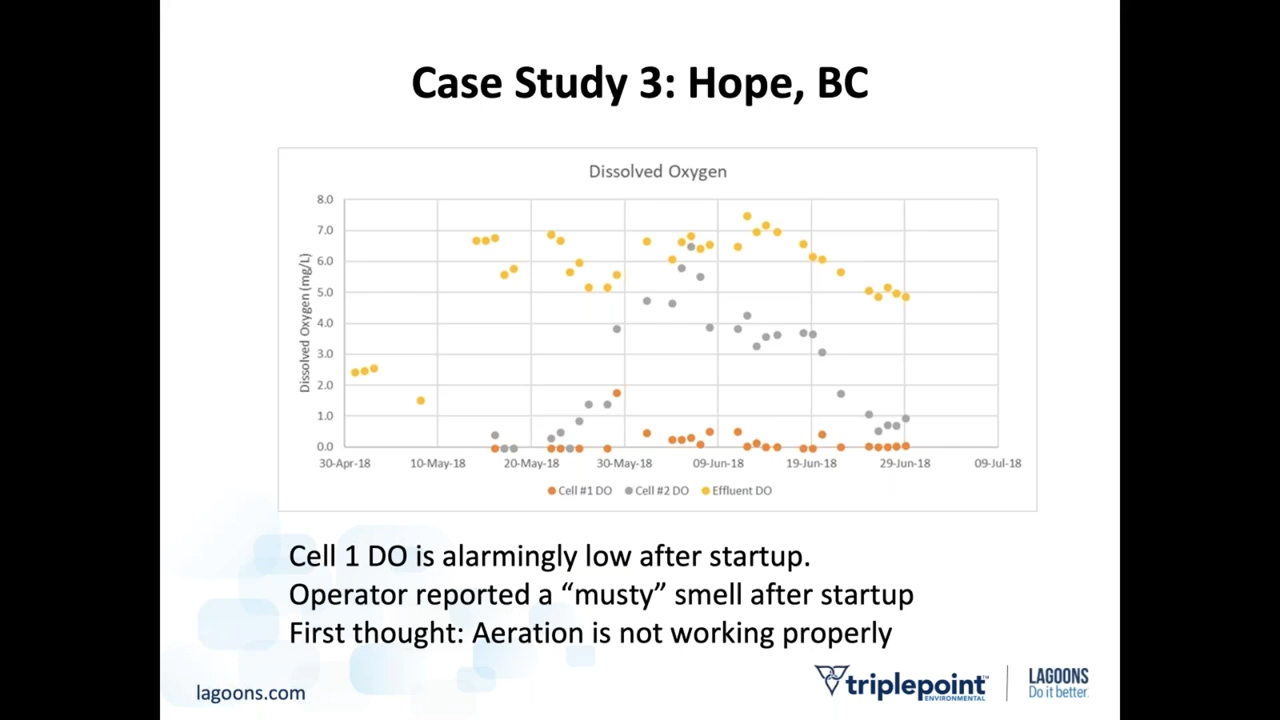 Case Study 3: Hope, BC
Dissolved Oxygen
Dissolved Oxygen (mg/L)
8.0
7.0
6.0
5.0
4.0
3.0
2.0
1.0
0.0
30-Apr-18 10-May-18 20-May-18 30-May-18 09-Jun-18 19-Jun-18 29-Jun-18 09-Jul-18
Cell #1 DO Cell #2 DO Effluent DO
Cell 1 DO is alarmingly low after startup.
Operator reported a “musty” smell after startup
First thought: Aeration is not working properly
lagoons.com
triplepoint™
ENVIRONMENTAL
LAGOONS
Do it better.